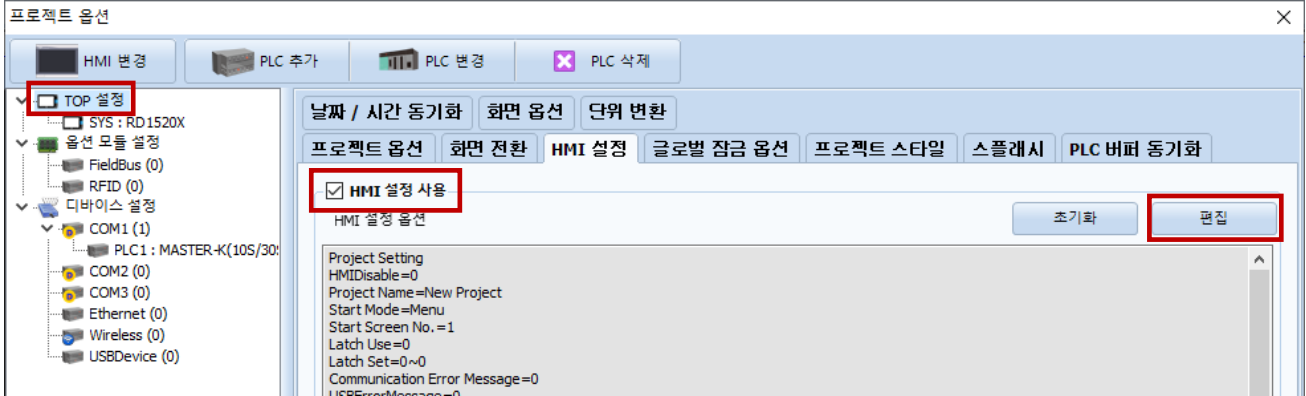 프로젝트 옵션
HMI 변경
PLC 추가
PLC 변경
PLC 삭제
TOP 설정
SYS : RD1520X
옵션 모듈 설정
FieldBus (0)
RFID (0)
디바이스 설정
COM1 (1)
PLC1 : MASTER-K(10S/30S
COM2 (0)
COM3 (0)
Ethernet (0)
Wireless (0)
USBDevice (0)
날짜 / 시간 동기화
화면 옵션
단위 변환
프로젝트 옵션
화면 전환
HMI 설정
글로벌 잠금 옵션
프로젝트 스타일
스플래시
PLC 버퍼 동기화
HMI 설정 사용
HMI 설정 옵션
초기화
편집
Project Setting
HMIDisable=0
Project Name=New Project
Start Mode=Menu
Start Screen No.=1
Latch Use=0
Latch Set=0~0
Communication Error Message=0
USBErrorMessage=0